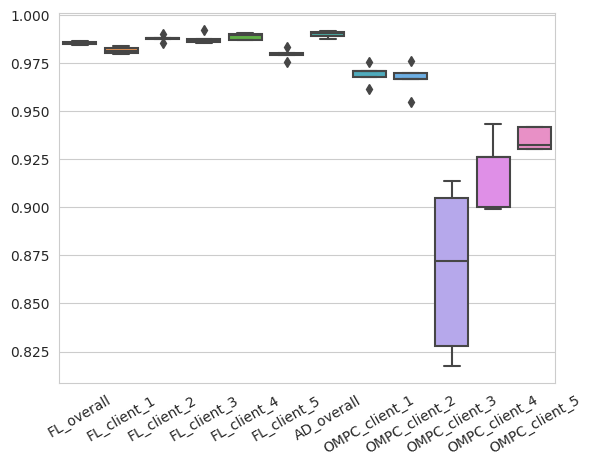 1.000
0.975
0.950
0.925
0.900
0.875
0.850
0.825
FL_overall
FL_client_1
FL_client_2
FL_client_3
FL_client_4
FL_client_5
AD_overall
OMPC_client_1
OMPC_client_2
OMPC_client_3
OMPC_client_4
OMPC_client_5